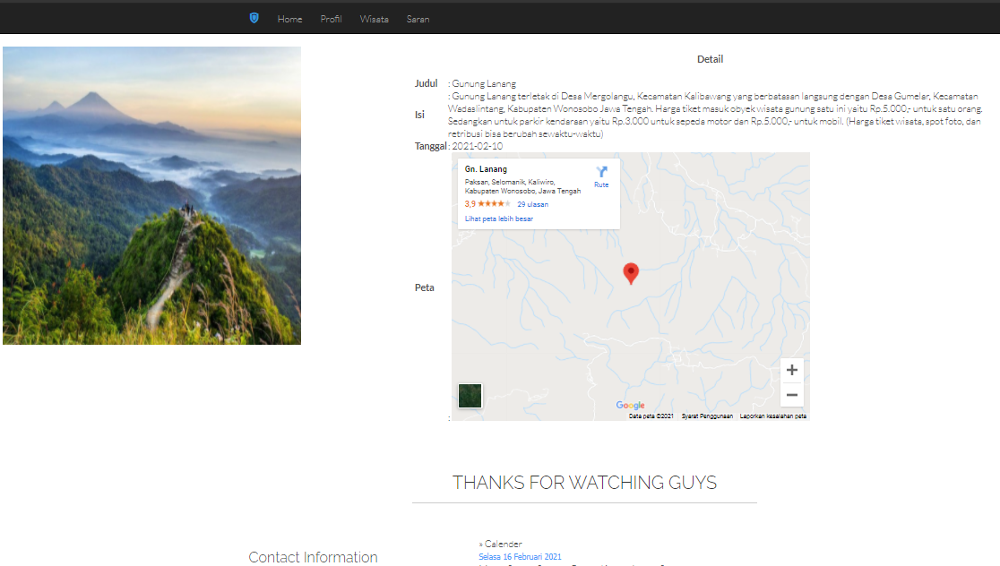 Home Profil Wisata Saran
Detail
Judul : Gunung Lanang
Isi : Gunung Lanang terletak di Desa Mergolangu, Kecamatan Kalibawang yang berbatasan langsung dengan Desa Gumelar, Kecamatan
Wadaslintang, Kabupaten Wonosobo Jawa Tengah. Harga tiket masuk obyek wisata gunung satu ini yaitu Rp.5.000,- untuk satu orang.
Sedangkan untuk parkir kendaraan yaitu Rp.3.000 untuk sepeda motor dan Rp.5.000,- untuk mobil. (Harga tiket wisata, spot foto, dan
retribusi bisa berubah sewaktu-waktu)
Tanggal : 2021-02-10
Peta :
Gn. Lanang
Paksan, Selomanik, Kaliwiro,
Kabupaten Wonosobo, Jawa Tengah
Rute
3,9 ★★★★★ 29 ulasan
Lihat peta lebih besar
+
−
Google
Data peta ©2021 Syarat Penggunaan Laporkan kesalahan peta
THANKS FOR WATCHING GUYS
Contact Information
» Calender
Selasa 16 Februari 2021